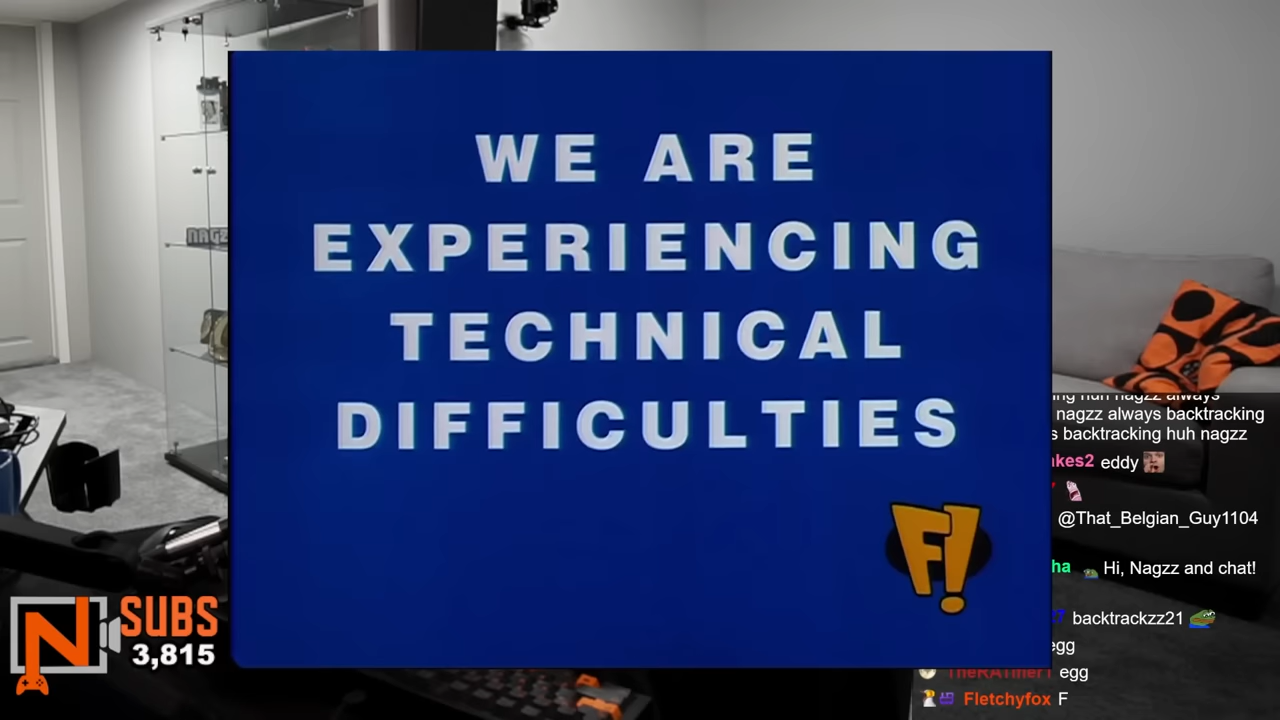 WE ARE
EXPERIENCING
TECHNICAL
DIFFICULTIES
F!
NAGZ
N SUBS
3,815
nagzz always backtracking
backtracking huh nagzz
eddy
@That_Belgian_Guy1104
Hi, Nagzz and chat!
backtrackzz21
egg
egg
Fletchyfox F